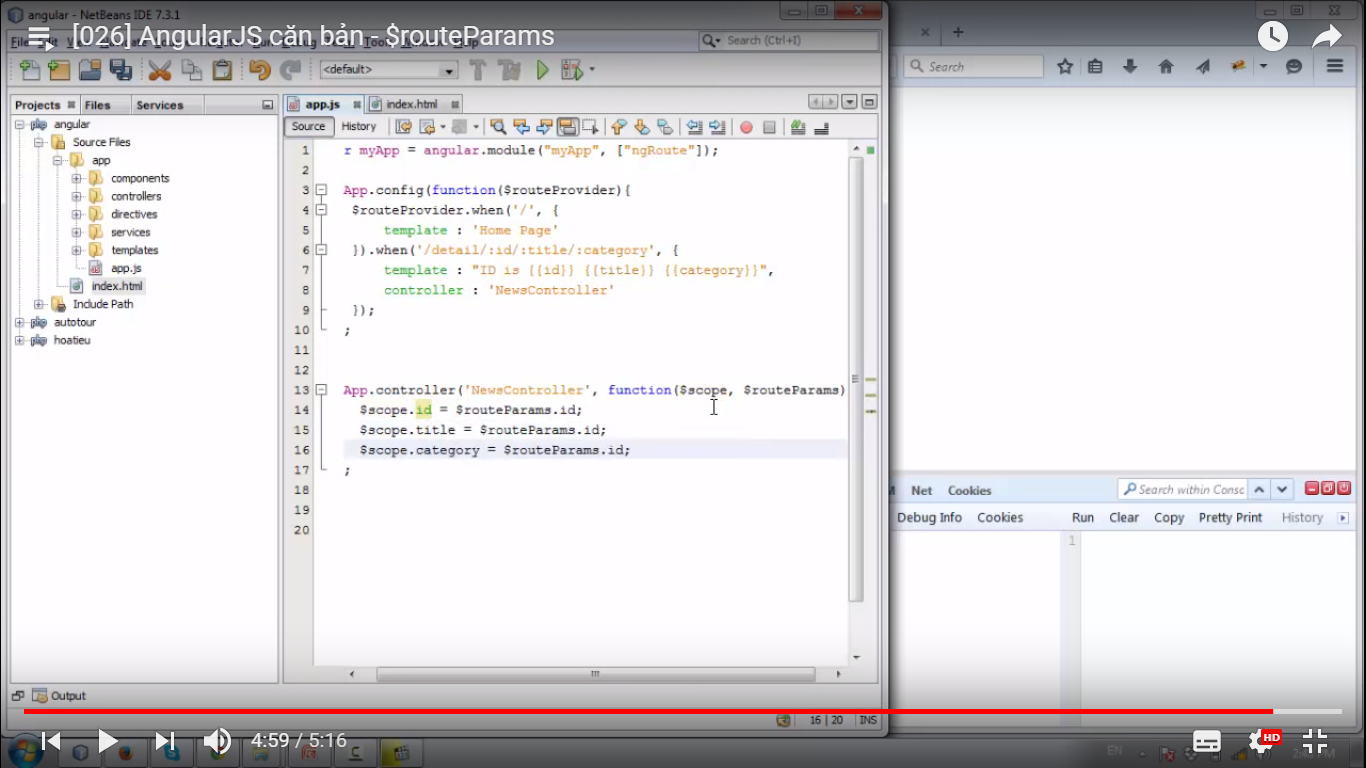 angular - NetBeans IDE 7.3.1
[026] AngularJS căn bản - $routeParams
Search (Ctrl+I)
<default>
Search
Projects
Files
Services
app.js
index.html
Source
History
angular
Source Files
app
components
controllers
directives
services
templates
app.js
index.html
Include Path
autotour
hoatieu
1 r myApp = angular.module("myApp", ["ngRoute"]);
2
3 App.config(function($routeProvider){
4 $routeProvider.when('/', {
5 template : 'Home Page'
6 }).when('/detail/:id/:title/:category', {
7 template : "ID is {{id}} {{title}} {{category}}",
8 controller : 'NewsController'
9 });
10 ;
11
12
13 App.controller('NewsController', function($scope, $routeParams)
14 $scope.id = $routeParams.id;
15 $scope.title = $routeParams.id;
16 $scope.category = $routeParams.id;
17 ;
18
19
20
Net
Cookies
Search within Consc
Debug Info
Cookies
Run
Clear
Copy
Pretty Print
History
1
Output
16 | 20
INS
4:59 / 5:16
HD
EN